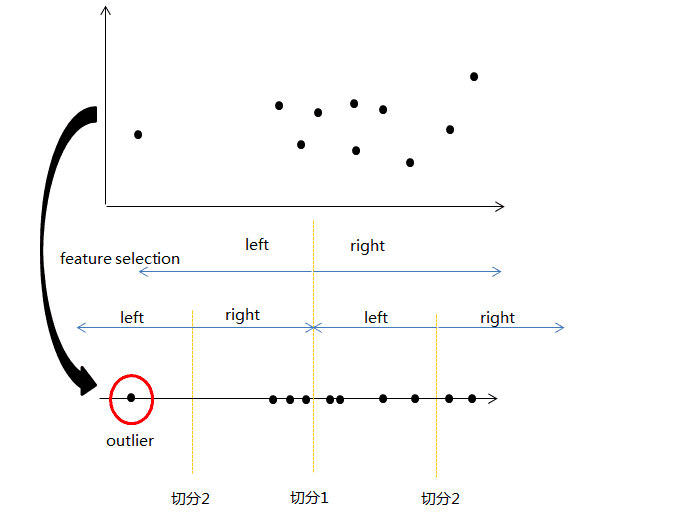 left
right
feature selection
left
right
left
right
outlier
切分2
切分1
切分2